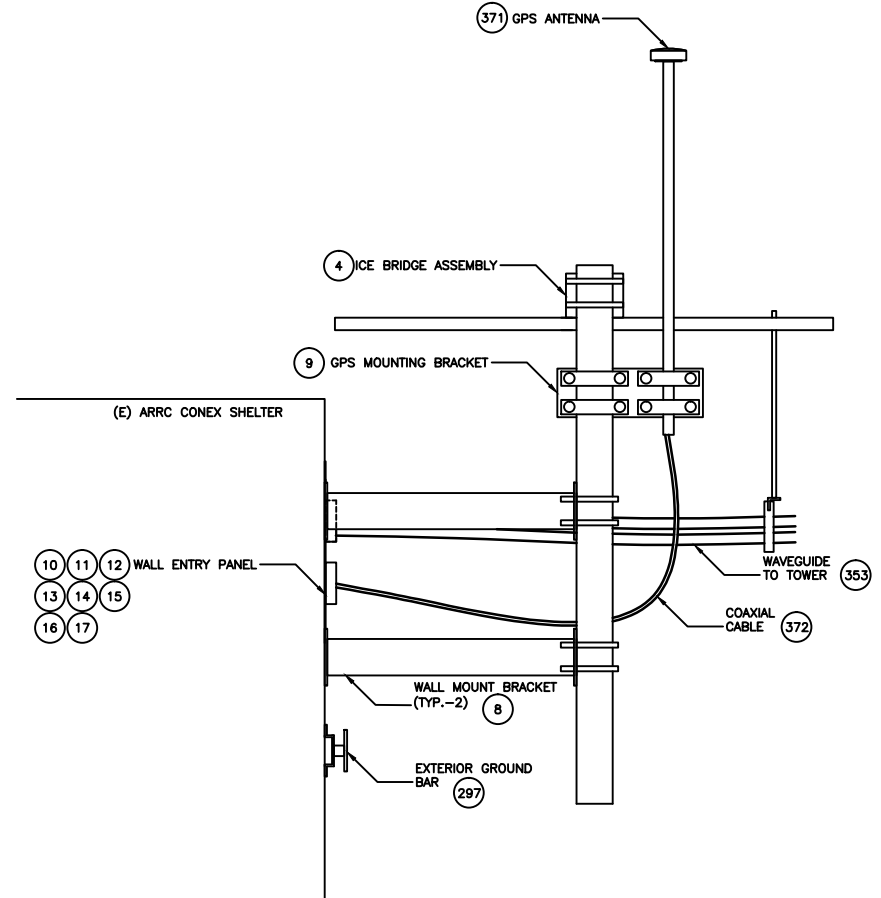 371 GPS ANTENNA
4 ICE BRIDGE ASSEMBLY
9 GPS MOUNTING BRACKET
(E) ARRC CONEX SHELTER
10 11 12 WALL ENTRY PANEL
13 14 15
16 17
WAVEGUIDE
TO TOWER 353
COAXIAL
CABLE 372
WALL MOUNT BRACKET
(TYP.-2) 8
EXTERIOR GROUND
BAR 297